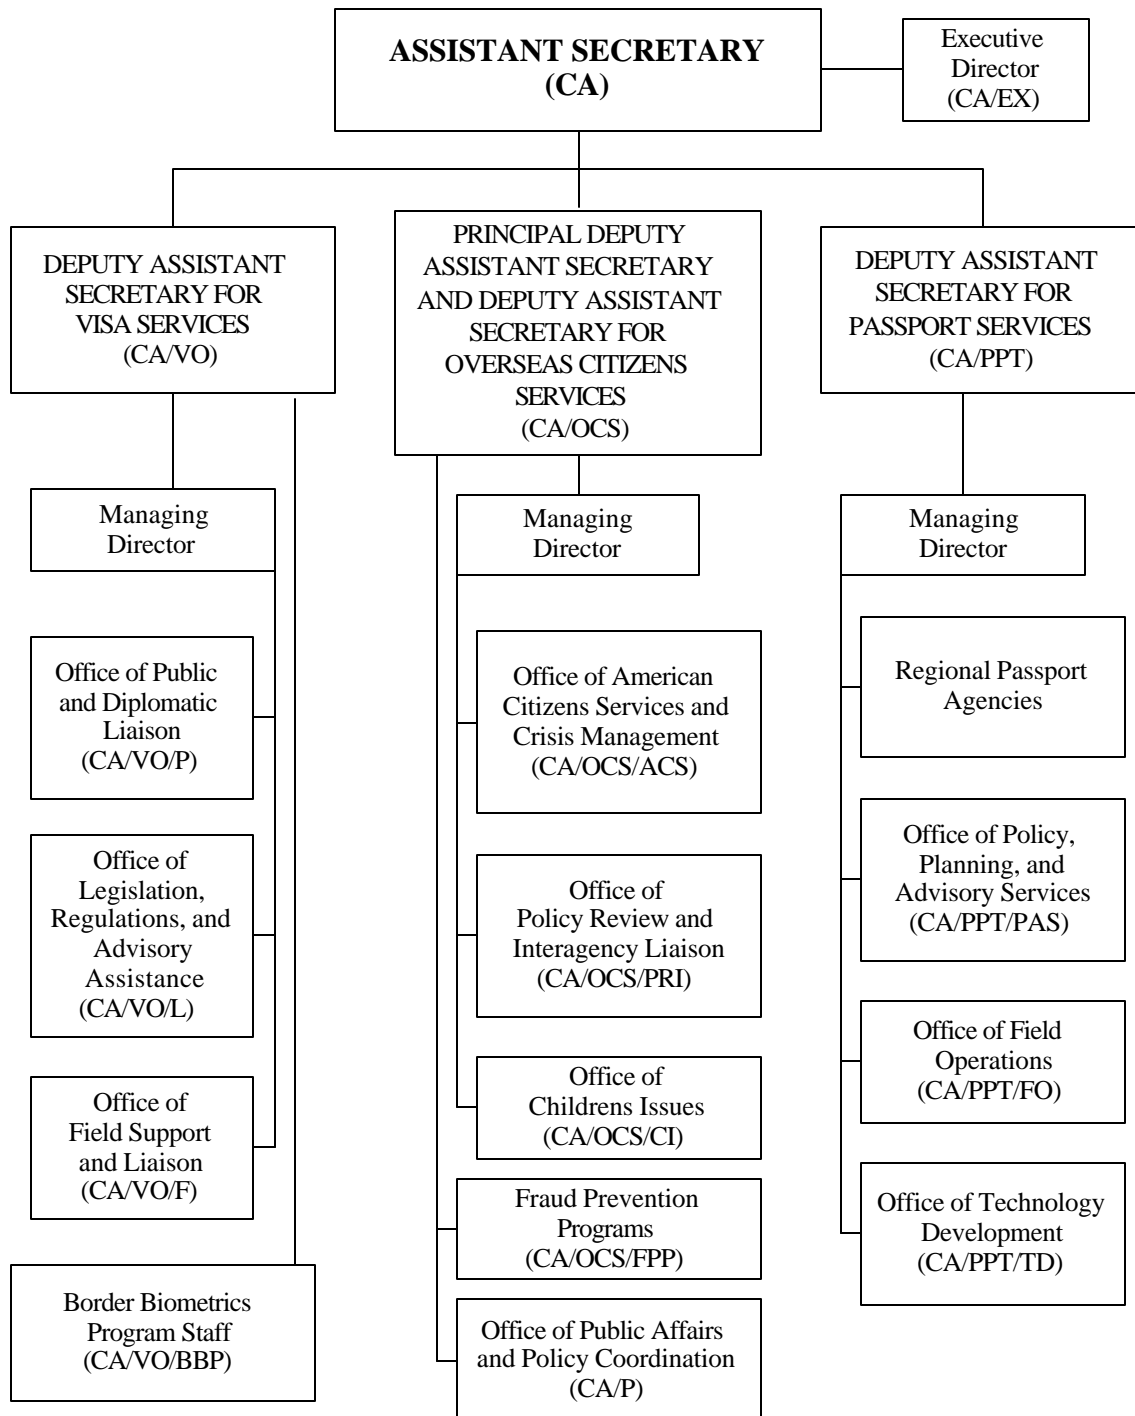 ASSISTANT SECRETARY
(CA)
Executive
Director
(CA/EX)
DEPUTY ASSISTANT
SECRETARY FOR
VISA SERVICES
(CA/VO)
PRINCIPAL DEPUTY
ASSISTANT SECRETARY
AND DEPUTY ASSISTANT
SECRETARY FOR
OVERSEAS CITIZENS
SERVICES
(CA/OCS)
DEPUTY ASSISTANT
SECRETARY FOR
PASSPORT SERVICES
(CA/PPT)
Managing
Director
Office of Public
and Diplomatic
Liaison
(CA/VO/P)
Office of
Legislation,
Regulations, and
Advisory
Assistance
(CA/VO/L)
Office of
Field Support
and Liaison
(CA/VO/F)
Border Biometrics
Program Staff
(CA/VO/BBP)
Managing
Director
Office of American
Citizens Services and
Crisis Management
(CA/OCS/ACS)
Office of
Policy Review and
Interagency Liaison
(CA/OCS/PRI)
Office of
Childrens Issues
(CA/OCS/CI)
Fraud Prevention
Programs
(CA/OCS/FPP)
Office of Public Affairs
and Policy Coordination
(CA/P)
Managing
Director
Regional Passport
Agencies
Office of Policy,
Planning, and
Advisory Services
(CA/PPT/PAS)
Office of Field
Operations
(CA/PPT/FO)
Office of Technology
Development
(CA/PPT/TD)